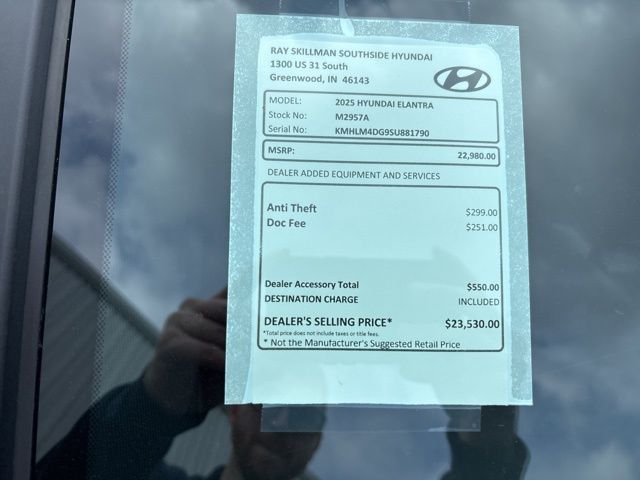 RAY SKILLMAN SOUTHSIDE HYUNDAI
1300 US 31 South
Greenwood, IN 46143
MODEL: 2025 HYUNDAI ELANTRA
Stock No: M2957A
Serial No: KMHLM4DG9SU881790
MSRP: 22,980.00
DEALER ADDED EQUIPMENT AND SERVICES
Anti Theft $299.00
Doc Fee $251.00
Dealer Accessory Total $550.00
DESTINATION CHARGE INCLUDED
DEALER'S SELLING PRICE* $23,530.00
*Total price does not include taxes or title fees.
* Not the Manufacturer's Suggested Retail Price